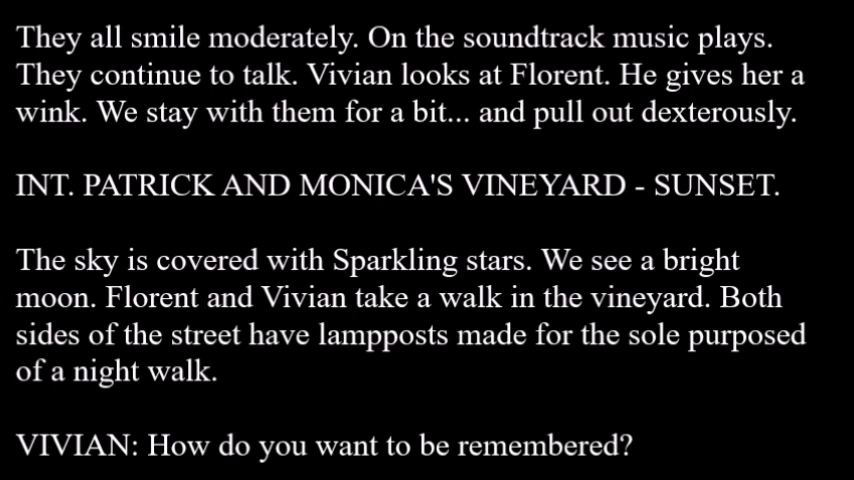 They all smile moderately. On the soundtrack music plays.
They continue to talk. Vivian looks at Florent. He gives her a
wink. We stay with them for a bit... and pull out dexterously.
INT. PATRICK AND MONICA'S VINEYARD - SUNSET.
The sky is covered with Sparkling stars. We see a bright
moon. Florent and Vivian take a walk in the vineyard. Both
sides of the street have lampposts made for the sole purposed
of a night walk.
VIVIAN: How do you want to be remembered?